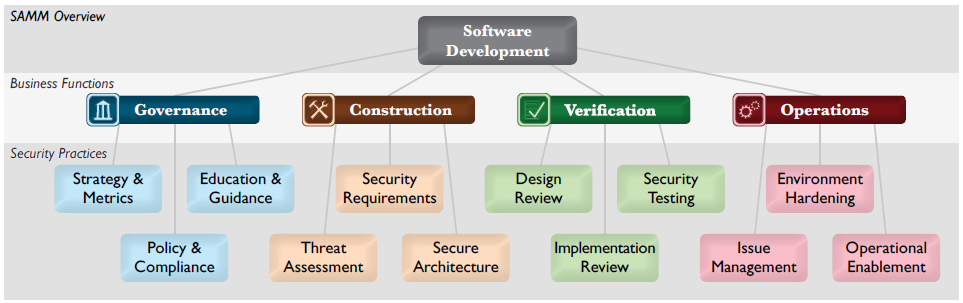 SAMM Overview
Software
Development
Business Functions
Governance
Construction
Verification
Operations
Security Practices
Strategy &
Metrics
Education &
Guidance
Security
Requirements
Design
Review
Security
Testing
Environment
Hardening
Policy &
Compliance
Threat
Assessment
Secure
Architecture
Implementation
Review
Issue
Management
Operational
Enablement